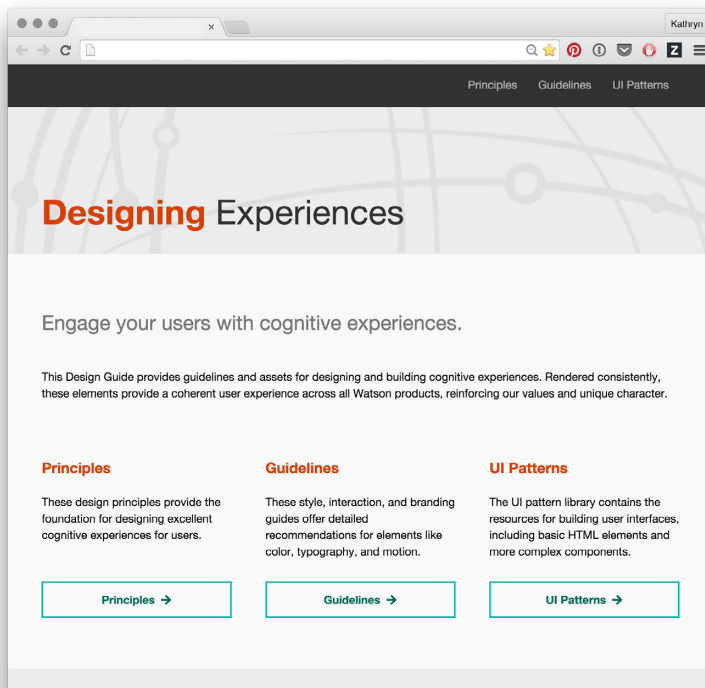 Kathryn
Principles Guidelines UI Patterns
Designing Experiences
Engage your users with cognitive experiences.
This Design Guide provides guidelines and assets for designing and building cognitive experiences. Rendered consistently,
these elements provide a coherent user experience across all Watson products, reinforcing our values and unique character.
Principles
These design principles provide the
foundation for designing excellent
cognitive experiences for users.
Principles →
Guidelines
These style, interaction, and branding
guides offer detailed
recommendations for elements like
color, typography, and motion.
Guidelines →
UI Patterns
The UI pattern library contains the
resources for building user interfaces,
including basic HTML elements and
more complex components.
UI Patterns →